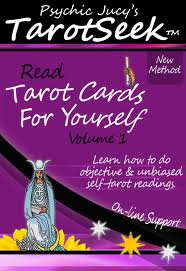 Psychic Jucy's
TarotSeek™
New
Method
Read
Tarot Cards
For Yourself
Volume 1
Learn how to do
objective & unbiased
self-tarot readings.
On-line Support